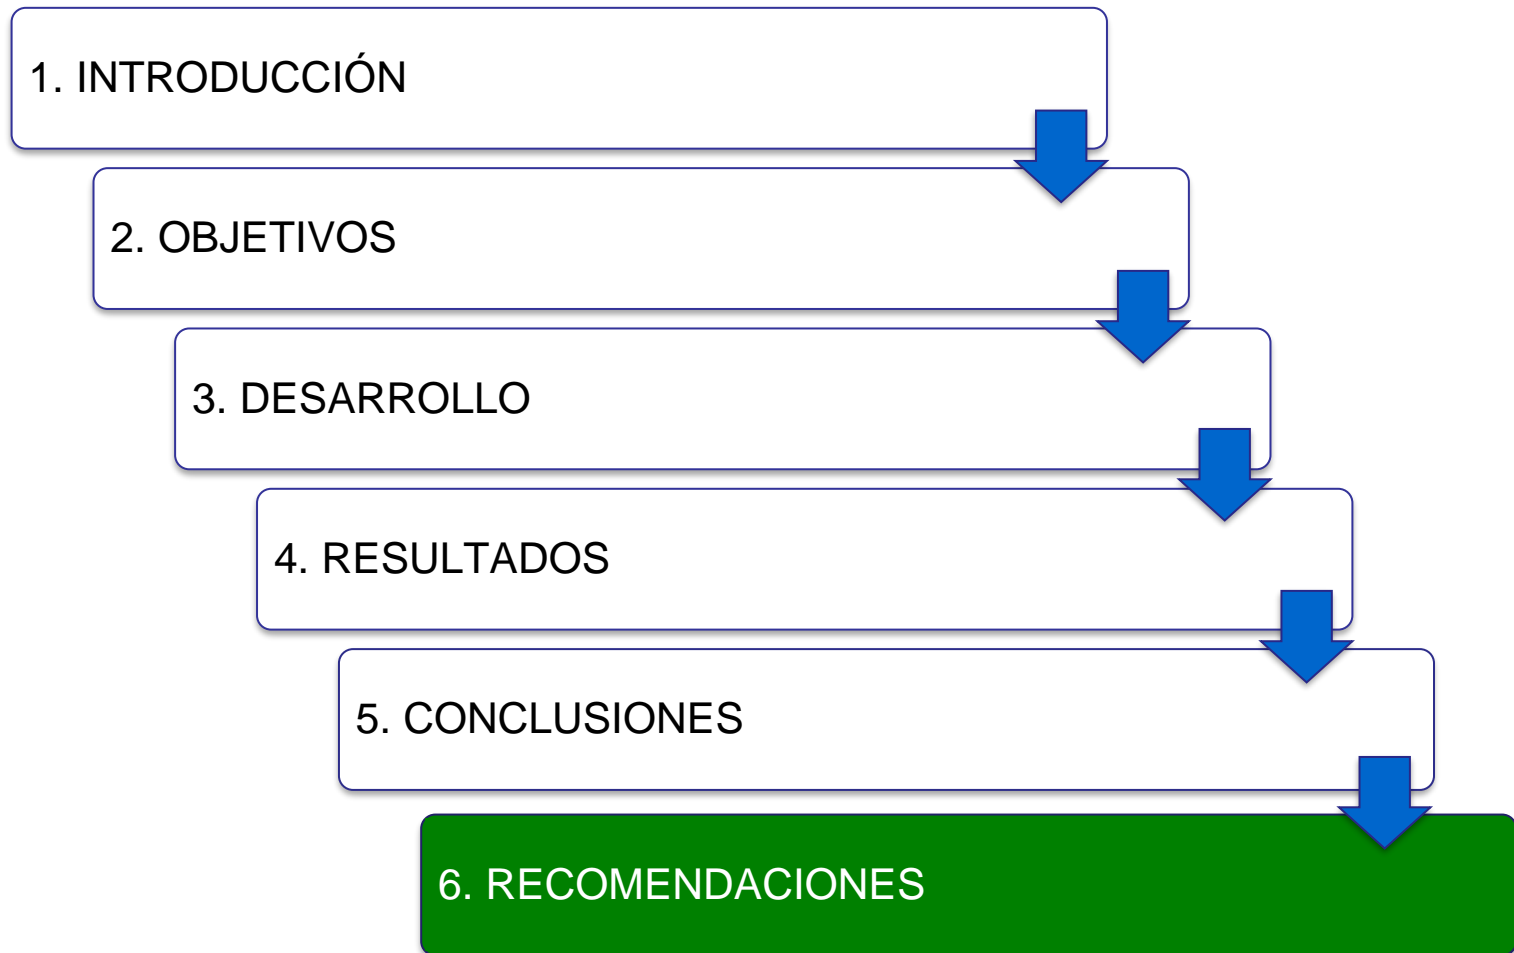 1. INTRODUCCIÓN
2. OBJETIVOS
3. DESARROLLO
4. RESULTADOS
5. CONCLUSIONES
6. RECOMENDACIONES